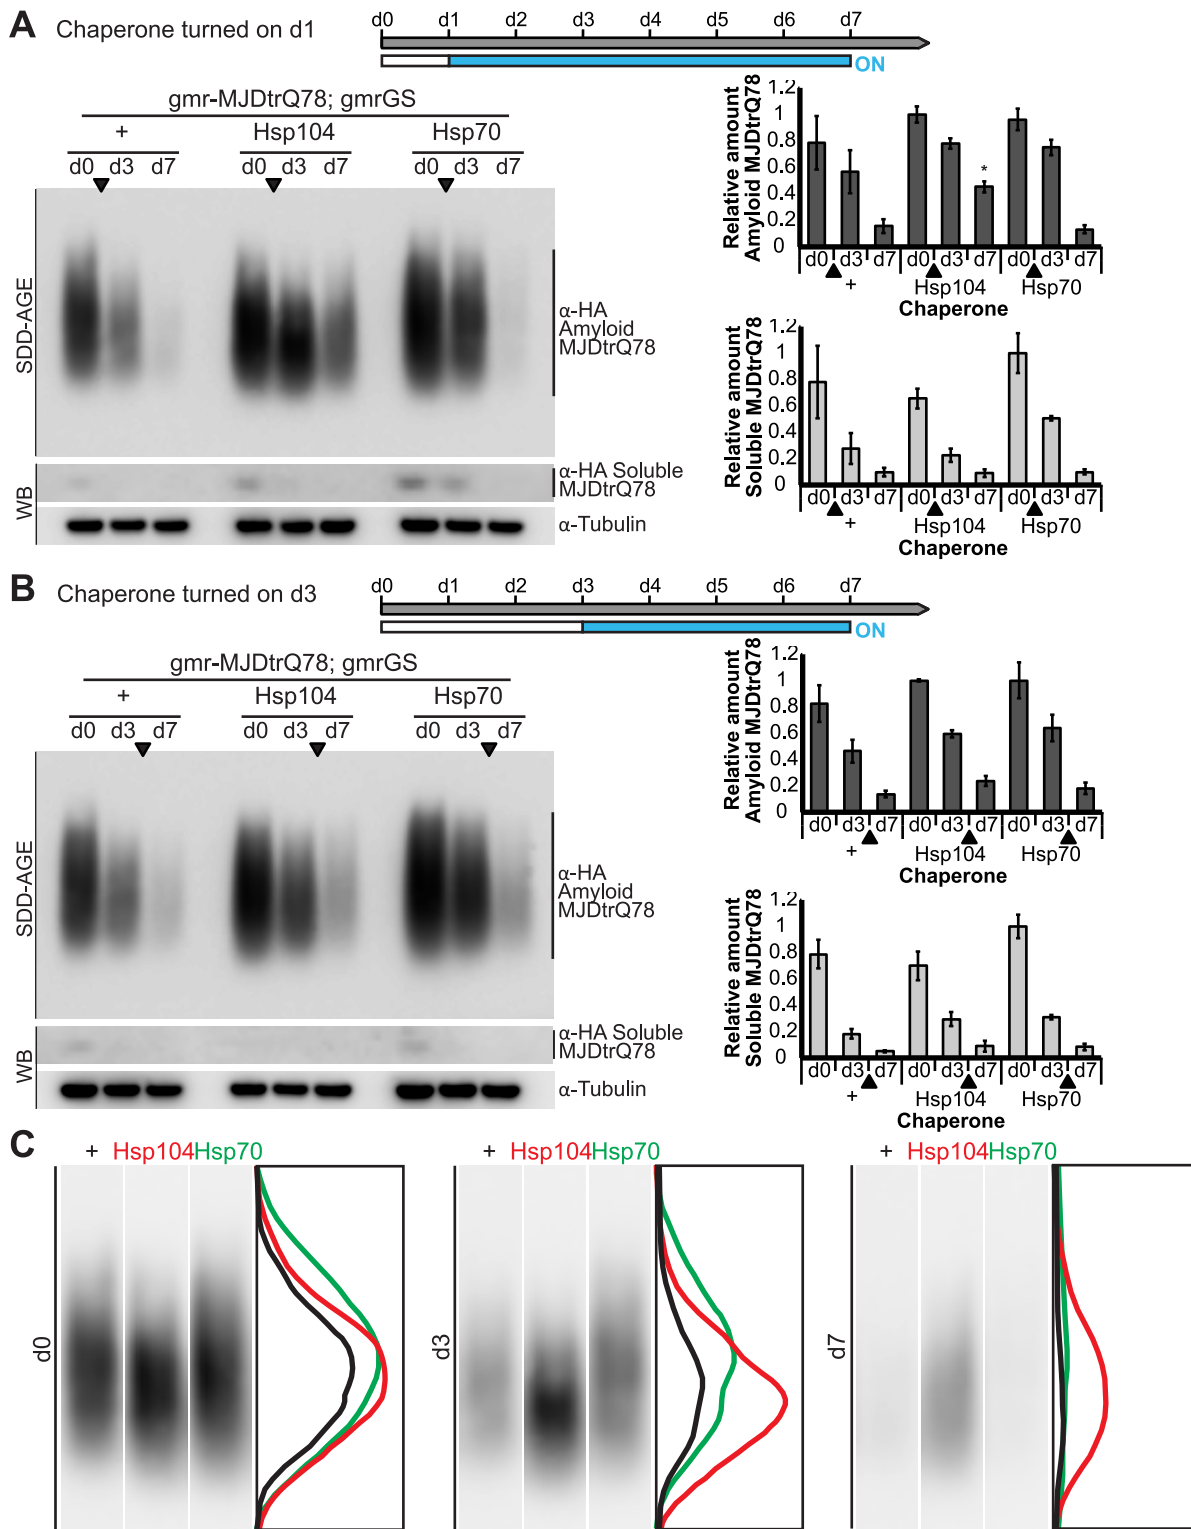 A Chaperone turned on d1
d0 d1 d2 d3 d4 d5 d6 d7
ON
gmr-MJDtrQ78; gmrGS
+ Hsp104 Hsp70
d0 d3 d7 d0 d3 d7 d0 d3 d7
SDD-AGE
α-HA
Amyloid
MJDtrQ78
WB
α-HA Soluble
MJDtrQ78
α-Tubulin
Relative amount
Amyloid MJDtrQ78
1.2
1
0.8
0.6
0.4
0.2
0
*
d0 d3 d7 d0 d3 d7 d0 d3 d7
+ Hsp104 Hsp70
Chaperone
Relative amount
Soluble MJDtrQ78
1.2
1
0.8
0.6
0.4
0.2
0
d0 d3 d7 d0 d3 d7 d0 d3 d7
+ Hsp104 Hsp70
Chaperone
B Chaperone turned on d3
d0 d1 d2 d3 d4 d5 d6 d7
ON
gmr-MJDtrQ78; gmrGS
+ Hsp104 Hsp70
d0 d3 d7 d0 d3 d7 d0 d3 d7
SDD-AGE
α-HA
Amyloid
MJDtrQ78
WB
α-HA Soluble
MJDtrQ78
α-Tubulin
Relative amount
Amyloid MJDtrQ78
1.2
1
0.8
0.6
0.4
0.2
0
d0 d3 d7 d0 d3 d7 d0 d3 d7
+ Hsp104 Hsp70
Chaperone
Relative amount
Soluble MJDtrQ78
1.2
1
0.8
0.6
0.4
0.2
0
d0 d3 d7 d0 d3 d7 d0 d3 d7
+ Hsp104 Hsp70
Chaperone
C
+ Hsp104 Hsp70
d0
+ Hsp104 Hsp70
d3
+ Hsp104 Hsp70
d7